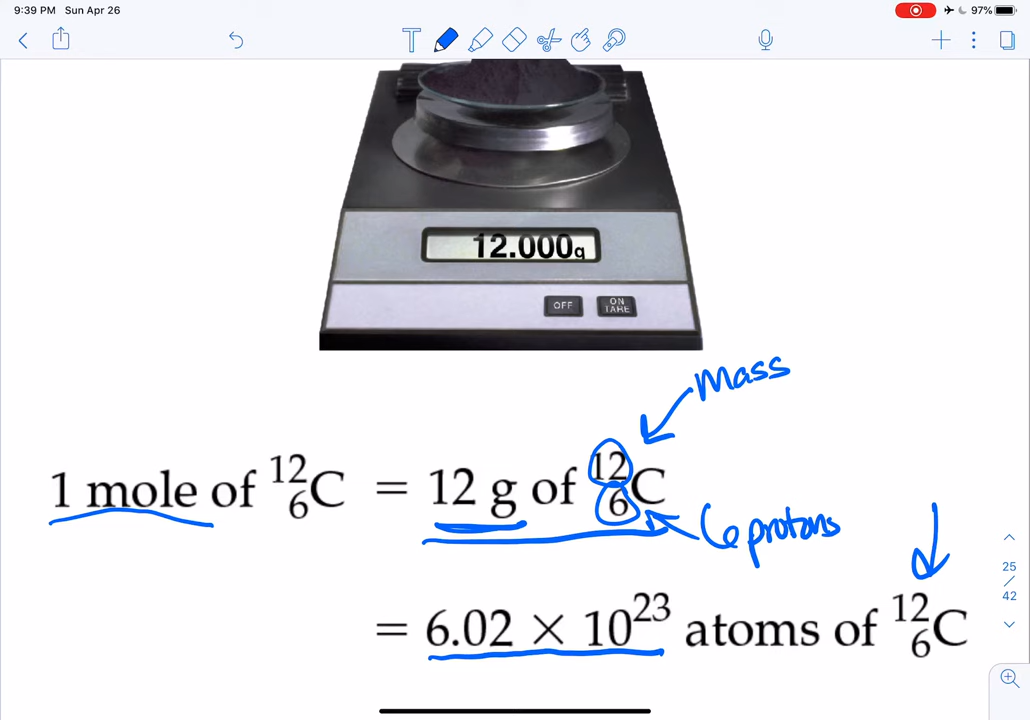 9:39 PM Sun Apr 26
97%
T
12.000g
OFF
ON
TARE
Mass
1 mole of ¹²₆C = 12 g of ¹²₆C
6 protons
= 6.02 × 10²³ atoms of ¹²₆C
25
/
42